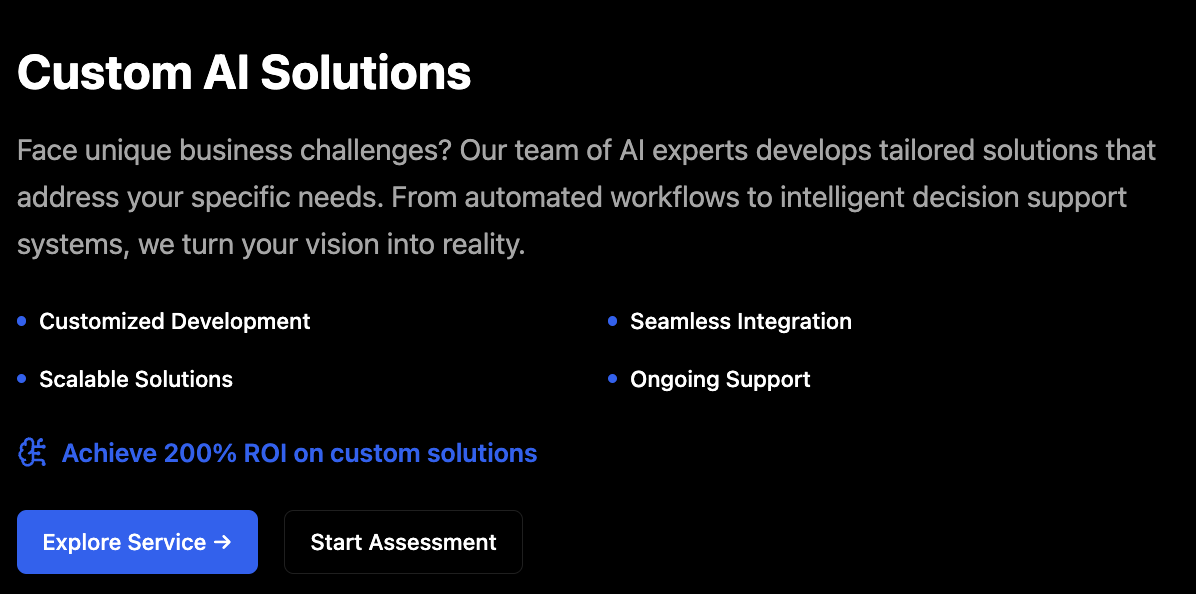 Custom AI Solutions
Face unique business challenges? Our team of AI experts develops tailored solutions that
address your specific needs. From automated workflows to intelligent decision support
systems, we turn your vision into reality.
Customized Development
Seamless Integration
Scalable Solutions
Ongoing Support
Achieve 200% ROI on custom solutions
Explore Service →
Start Assessment